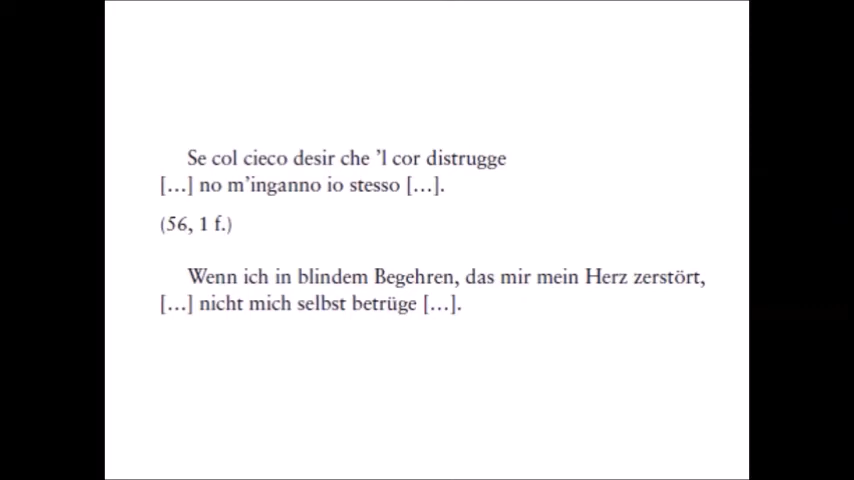 Se col cieco desir che ’l cor distrugge
[…] no m’inganno io stesso […].
(56, 1 f.)
Wenn ich in blindem Begehren, das mir mein Herz zerstört,
[…] nicht mich selbst betrüge […].